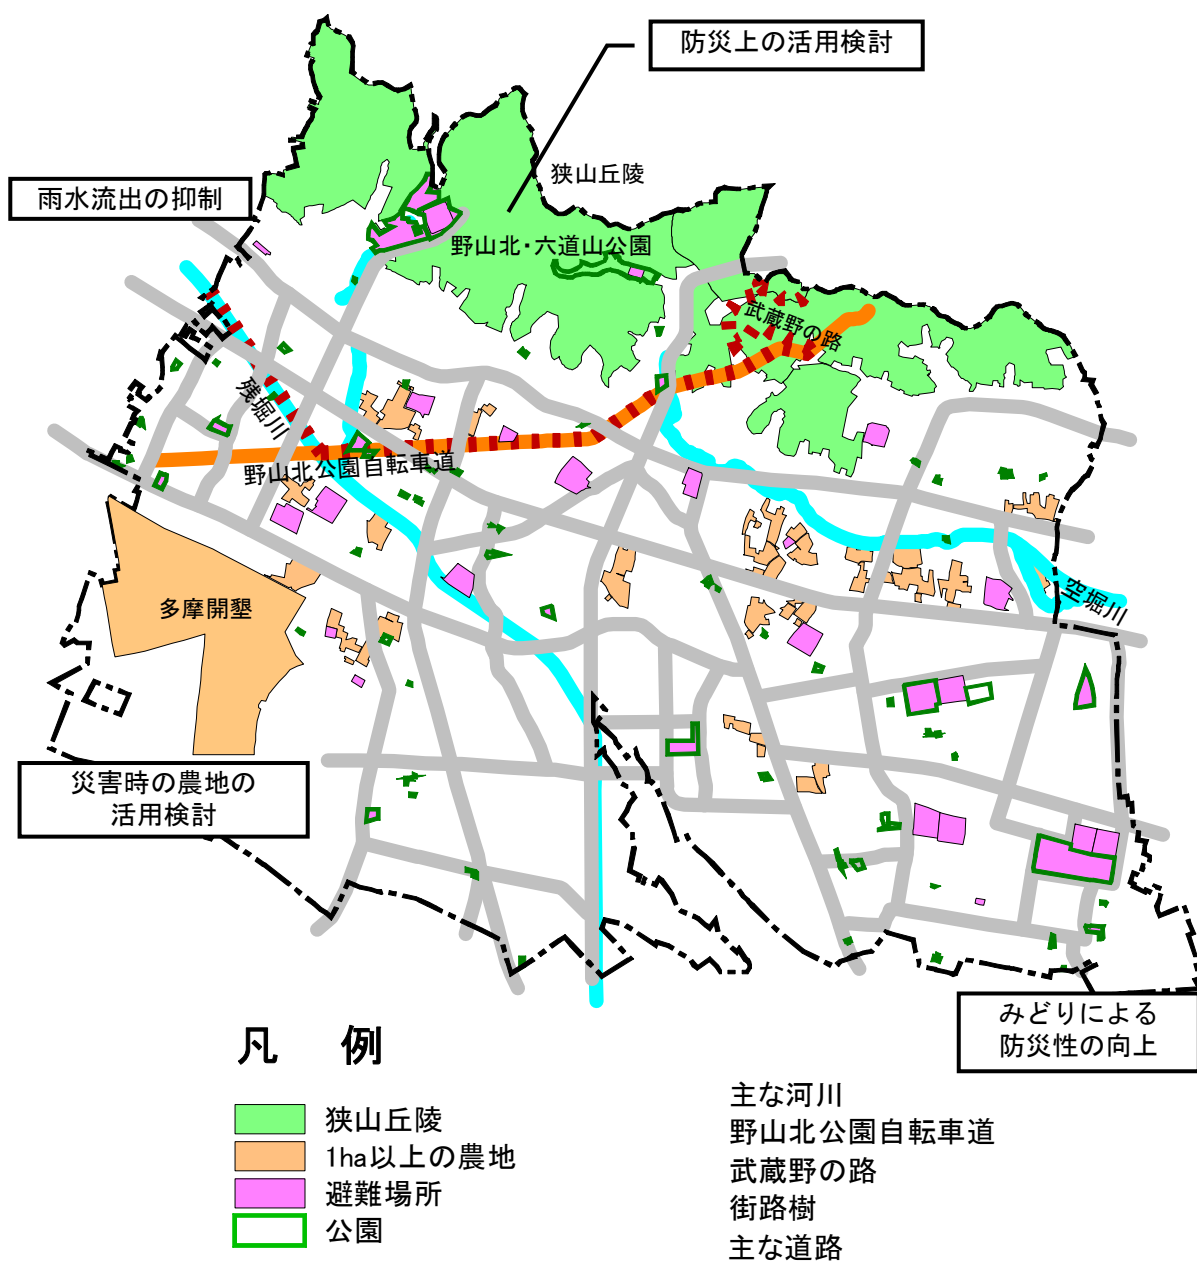 防災上の活用検討
狭山丘陵
雨水流出の抑制
野山北・六道山公園
武蔵野の路
残堀川
野山北公園自転車道
多摩開墾
空堀川
災害時の農地の
活用検討
みどりによる
防災性の向上
凡 例
狭山丘陵
1ha以上の農地
避難場所
公園
主な河川
野山北公園自転車道
武蔵野の路
街路樹
主な道路